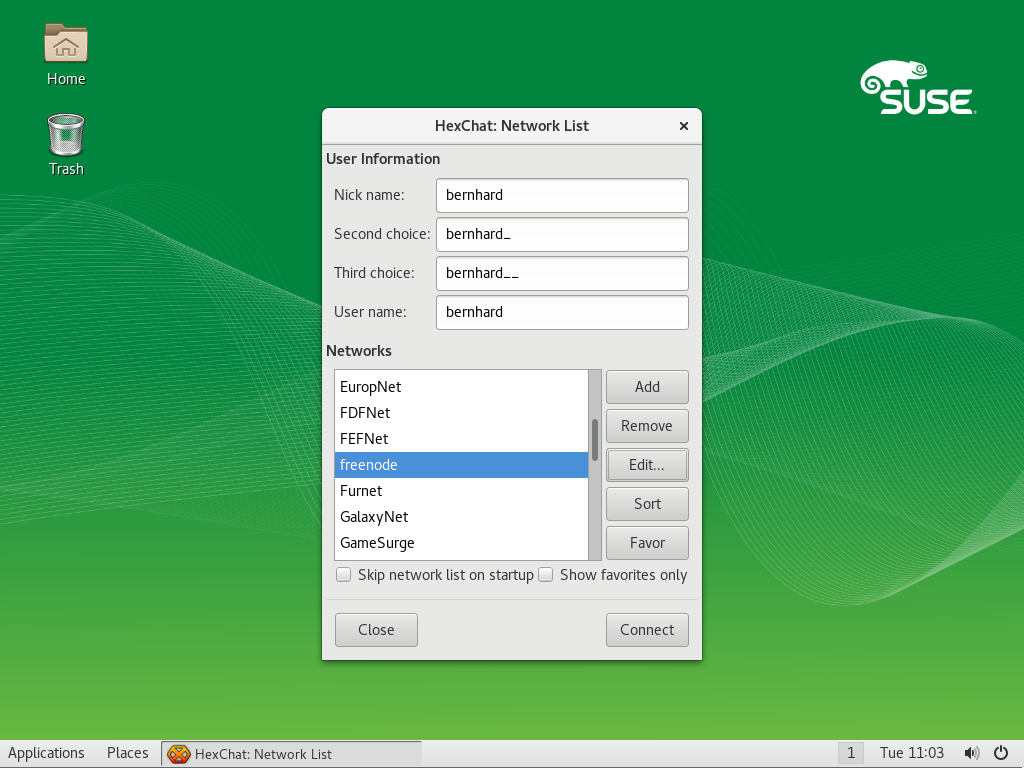 Home
Trash
SUSE
HexChat: Network List
User Information
Nick name: bernhard
Second choice: bernhard_
Third choice: bernhard__
User name: bernhard
Networks
EuropNet
FDFNet
FEFNet
freenode
Furnet
GalaxyNet
GameSurge
Add
Remove
Edit...
Sort
Favor
Skip network list on startup Show favorites only
Close Connect
Applications Places HexChat: Network List 1 Tue 11:03